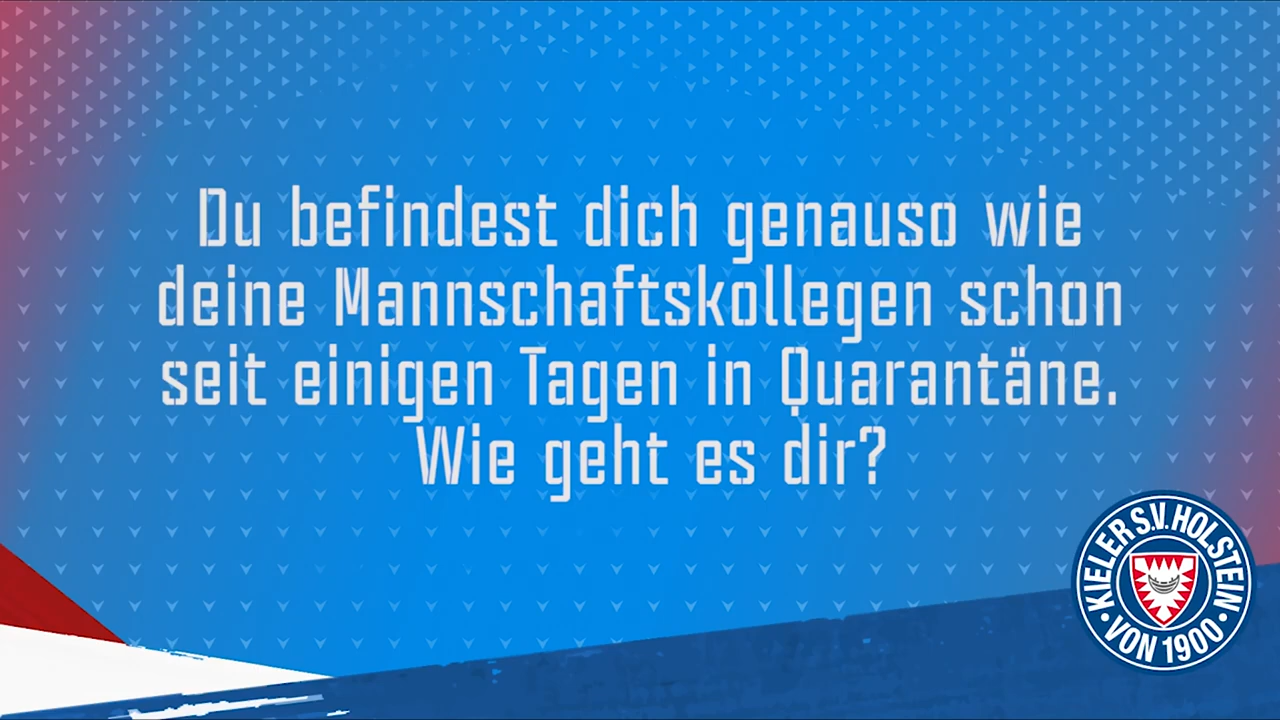 Du befindest dich genauso wie
deine Mannschaftskollegen schon
seit einigen Tagen in Quarantäne.
Wie geht es dir?
KIELER S.V. HOLSTEIN
• VON 1900 •